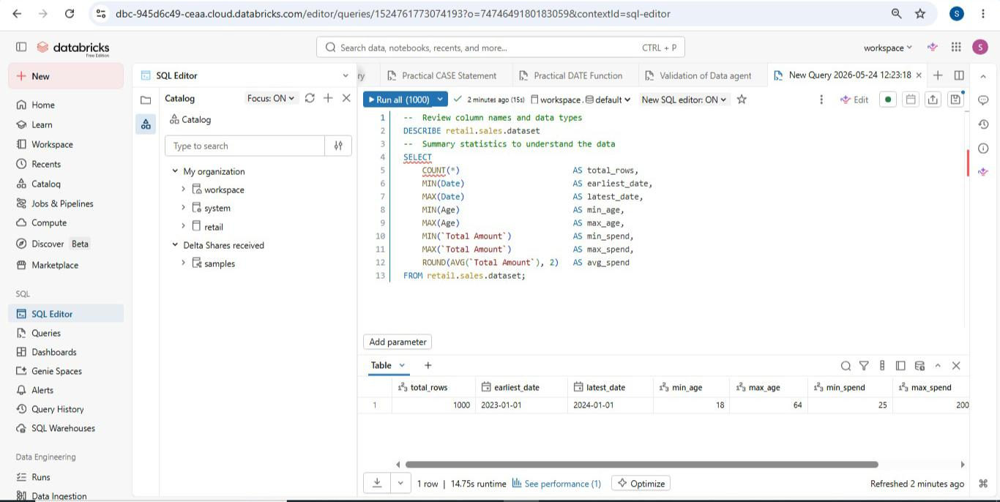 dbc-945d6c49-ceaa.cloud.databricks.com/editor/queries/1524761773074193?o=7474649180183059&contextId=sql-editor
S
databricks
Free Edition
Search data, notebooks, recents, and more...
CTRL + P
workspace
S
New
Home
Learn
Workspace
Recents
Catalog
Jobs & Pipelines
Compute
Discover Beta
Marketplace
SQL
SQL Editor
Queries
Dashboards
Genie Spaces
Alerts
Query History
SQL Warehouses
Data Engineering
Runs
Data Ingestion
SQL Editor
Catalog
Focus: ON
Catalog
Type to search
My organization
workspace
system
retail
Delta Shares received
samples
ry
Practical CASE Statement
Practical DATE Function
Validation of Data agent
New Query 2026-05-24 12:23:18
Run all (1000)
2 minutes ago (15s)
workspace. default
New SQL editor: ON
Edit
1 -- Review column names and data types
2 DESCRIBE retail.sales.dataset
3 -- Summary statistics to understand the data
4 SELECT
5 COUNT(*) AS total_rows,
6 MIN(Date) AS earliest_date,
7 MAX(Date) AS latest_date,
8 MIN(Age) AS min_age,
9 MAX(Age) AS max_age,
10 MIN(`Total Amount`) AS min_spend,
11 MAX(`Total Amount`) AS max_spend,
12 ROUND(AVG(`Total Amount`), 2) AS avg_spend
13 FROM retail.sales.dataset;
Add parameter
Table
total_rows earliest_date latest_date min_age max_age min_spend max_spend
1 1000 2023-01-01 2024-01-01 18 64 25 200
1 row | 14.75s runtime
See performance (1)
Optimize
Refreshed 2 minutes ago